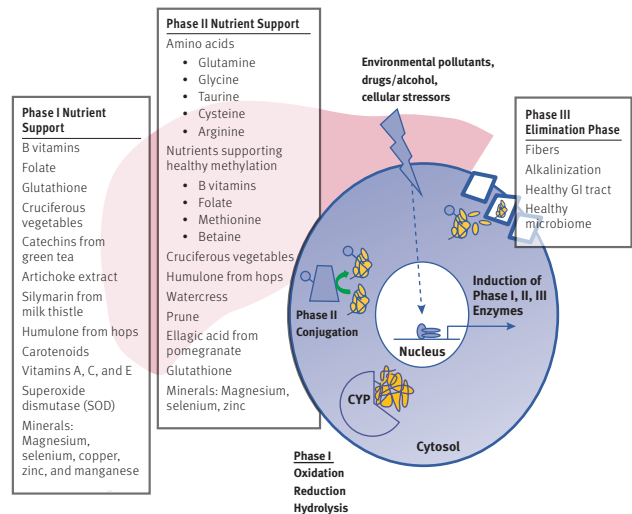 Phase I Nutrient
Support
B vitamins
Folate
Glutathione
Cruciferous
vegetables
Catechins from
green tea
Artichoke extract
Silymarin from
milk thistle
Humulone from hops
Carotenoids
Vitamins A, C, and E
Superoxide
dismutase (SOD)
Minerals:
Magnesium,
selenium, copper,
zinc, and manganese
Phase II Nutrient Support
Amino acids
• Glutamine
• Glycine
• Taurine
• Cysteine
• Arginine
Nutrients supporting
healthy methylation
• B vitamins
• Folate
• Methionine
• Betaine
Cruciferous vegetables
Humulone from hops
Watercress
Prune
Ellagic acid from
pomegranate
Glutathione
Minerals: Magnesium,
selenium, zinc
Environmental pollutants,
drugs/alcohol,
cellular stressors
Phase III
Elimination Phase
Fibers
Alkalinization
Healthy GI tract
Healthy
microbiome
Phase II
Conjugation
Induction of
Phase I, II, III
Enzymes
Nucleus
CYP
Cytosol
Phase I
Oxidation
Reduction
Hydrolysis